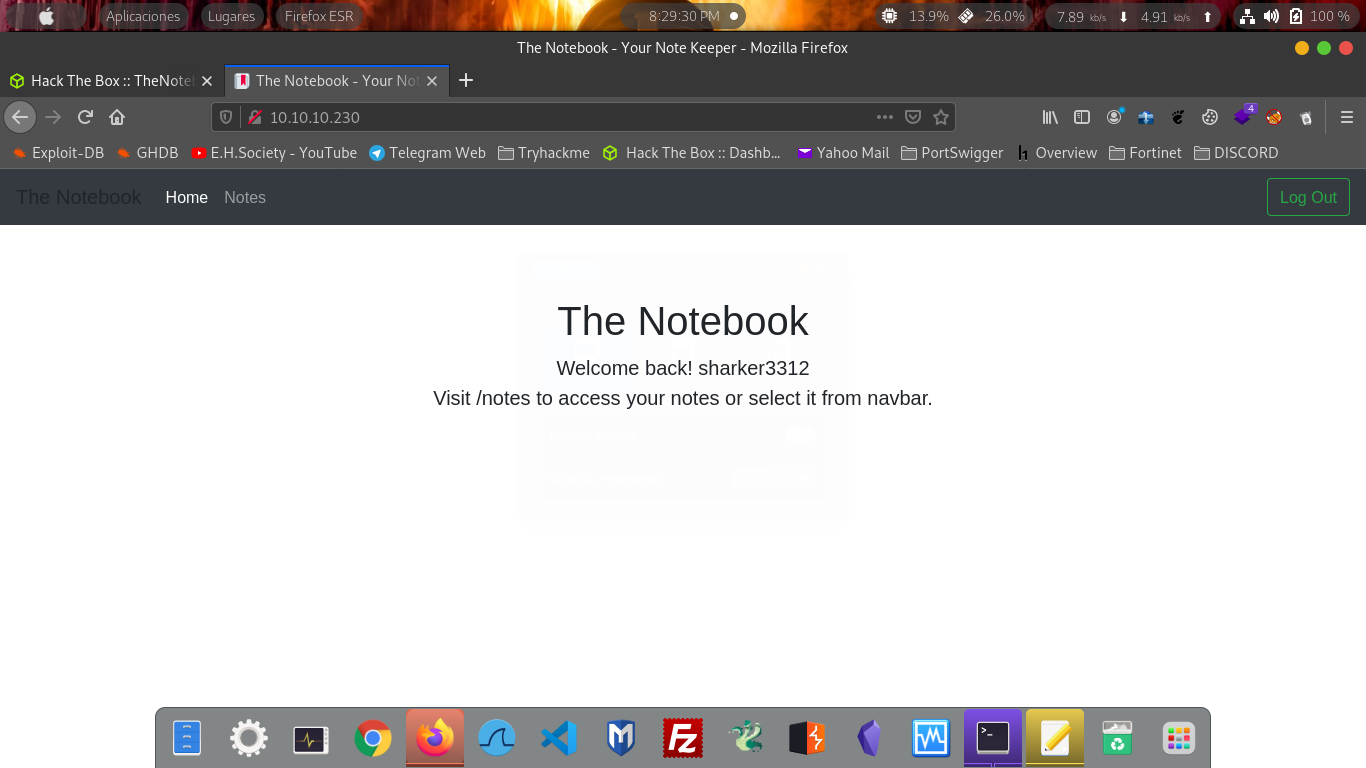 Aplicaciones Lugares Firefox ESR 8:29:30 PM 13.9% 26.0% 7.89 kb/s 4.91 kb/s 100 %
The Notebook - Your Note Keeper - Mozilla Firefox
Hack The Box :: TheNote The Notebook - Your Not
10.10.10.230 4
Exploit-DB GHDB E.H.Society - YouTube Telegram Web Tryhackme Hack The Box :: Dashb... Yahoo Mail PortSwigger Overview Fortinet DISCORD
The Notebook Home Notes Log Out
The Notebook
Welcome back! sharker3312
Visit /notes to access your notes or select it from navbar.